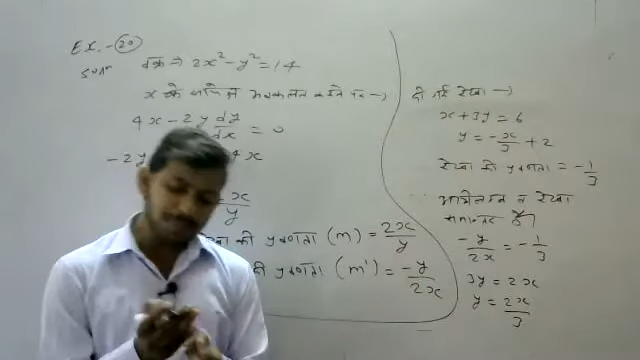 Ex.-20
Solⁿ वक्र ⇒ 2x² - y² = 14
x के सापेक्ष अवकलन करने पर →
4x - 2y dy/dx = 0
-2y 4x
x/y
की प्रवणता (m) = 2x/y
की प्रवणता (m') = -y/2x
दी गई रेखा →
x + 3y = 6
y = -x/3 + 2
रेखा की प्रवणता = -1/3
अभिलम्ब व रेखा
समान्तर है।
-y/2x = -1/3
3y = 2x
y = 2x/3